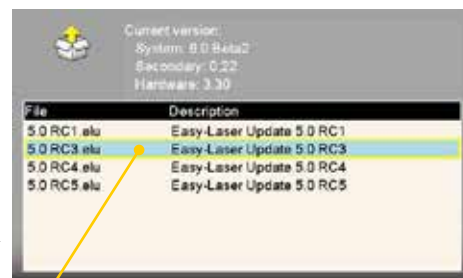 Current version:
System: 6.0 Beta2
Secondary: 0.22
Hardware: 3.30
File Description
5.0 RC1.elu Easy-Laser Update 5.0 RC1
5.0 RC3.elu Easy-Laser Update 5.0 RC3
5.0 RC4.elu Easy-Laser Update 5.0 RC4
5.0 RC5.elu Easy-Laser Update 5.0 RC5